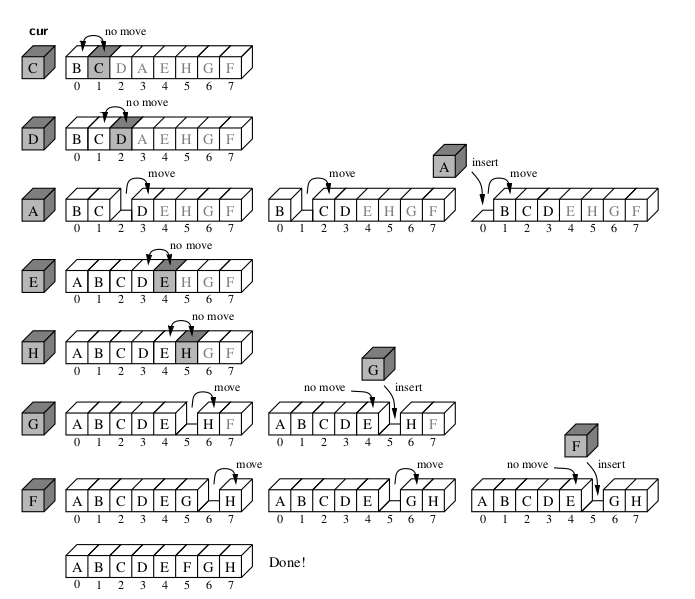 cur
no move
C B C D A E H G F
0 1 2 3 4 5 6 7
no move
D B C D A E H G F
0 1 2 3 4 5 6 7
A insert
move move move
A B C D E H G F B C D E H G F B C D E H G F
0 1 2 3 4 5 6 7 0 1 2 3 4 5 6 7 0 1 2 3 4 5 6 7
no move
E A B C D E H G F
0 1 2 3 4 5 6 7
no move
H A B C D E H G F
0 1 2 3 4 5 6 7
G
move no move insert
G A B C D E H F A B C D E H F
0 1 2 3 4 5 6 7 0 1 2 3 4 5 6 7
F
move move no move insert
F A B C D E G H A B C D E G H A B C D E G H
0 1 2 3 4 5 6 7 0 1 2 3 4 5 6 7 0 1 2 3 4 5 6 7
A B C D E F G H Done!
0 1 2 3 4 5 6 7